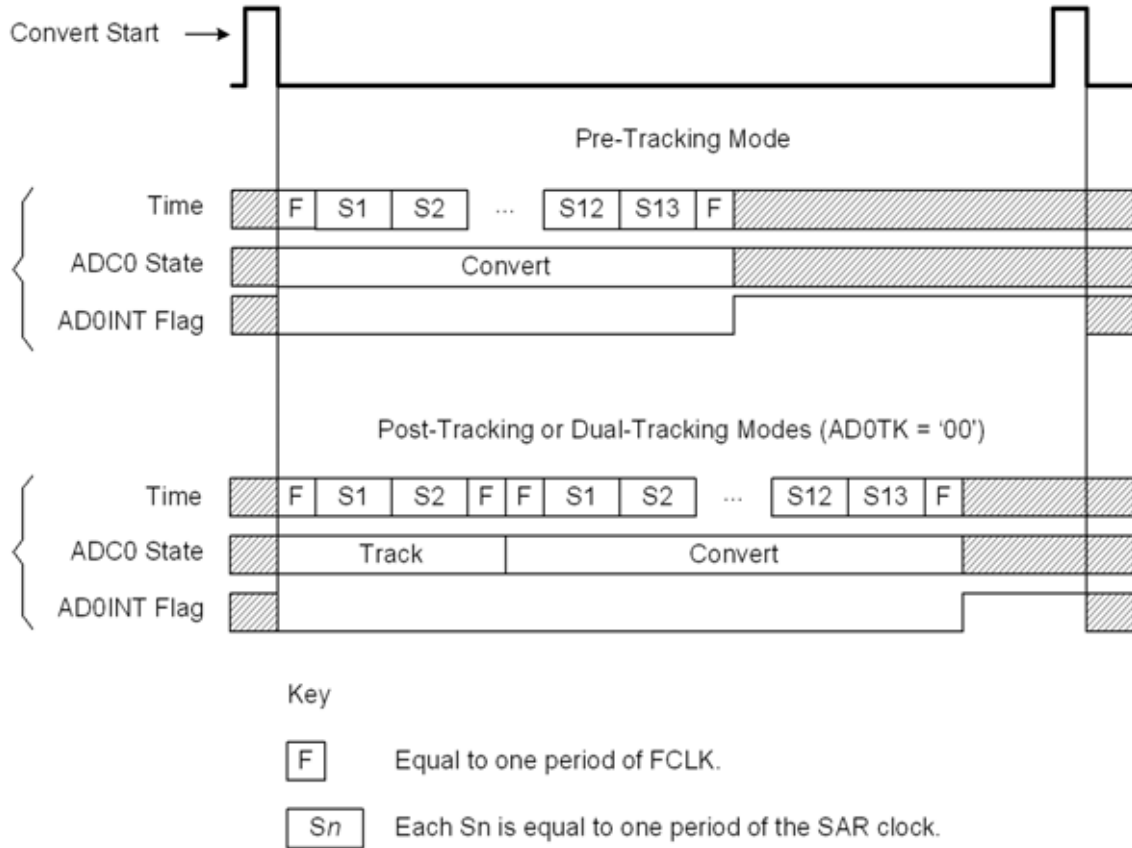 Convert Start
Pre-Tracking Mode
Time F S1 S2 ... S12 S13 F
ADC0 State Convert
AD0INT Flag
Post-Tracking or Dual-Tracking Modes (AD0TK = ‘00’)
Time F S1 S2 F F S1 S2 ... S12 S13 F
ADC0 State Track Convert
AD0INT Flag
Key
F Equal to one period of FCLK.
Sn Each Sn is equal to one period of the SAR clock.